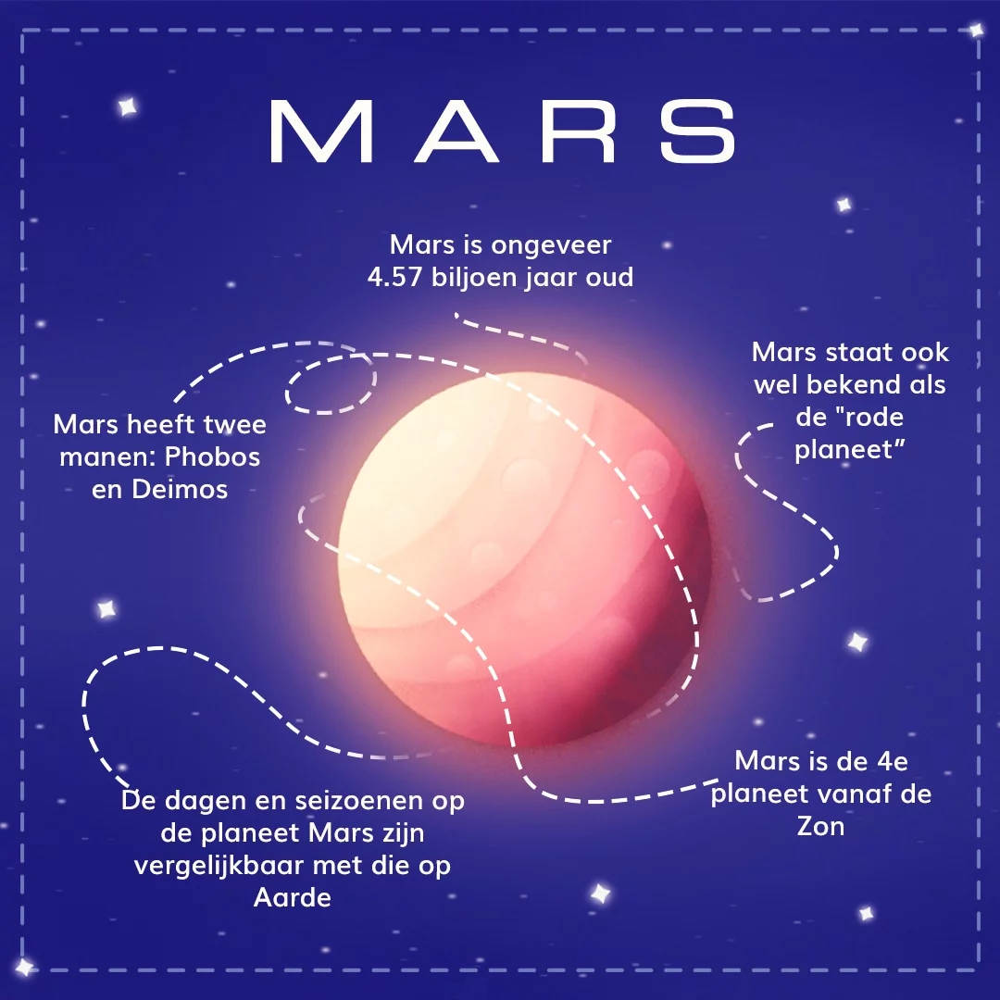 MARS
Mars is ongeveer
4.57 biljoen jaar oud
Mars staat ook
wel bekend als
de "rode
planeet”
Mars heeft twee
manen: Phobos
en Deimos
Mars is de 4e
planeet vanaf de
Zon
De dagen en seizoenen op
de planeet Mars zijn
vergelijkbaar met die op
Aarde